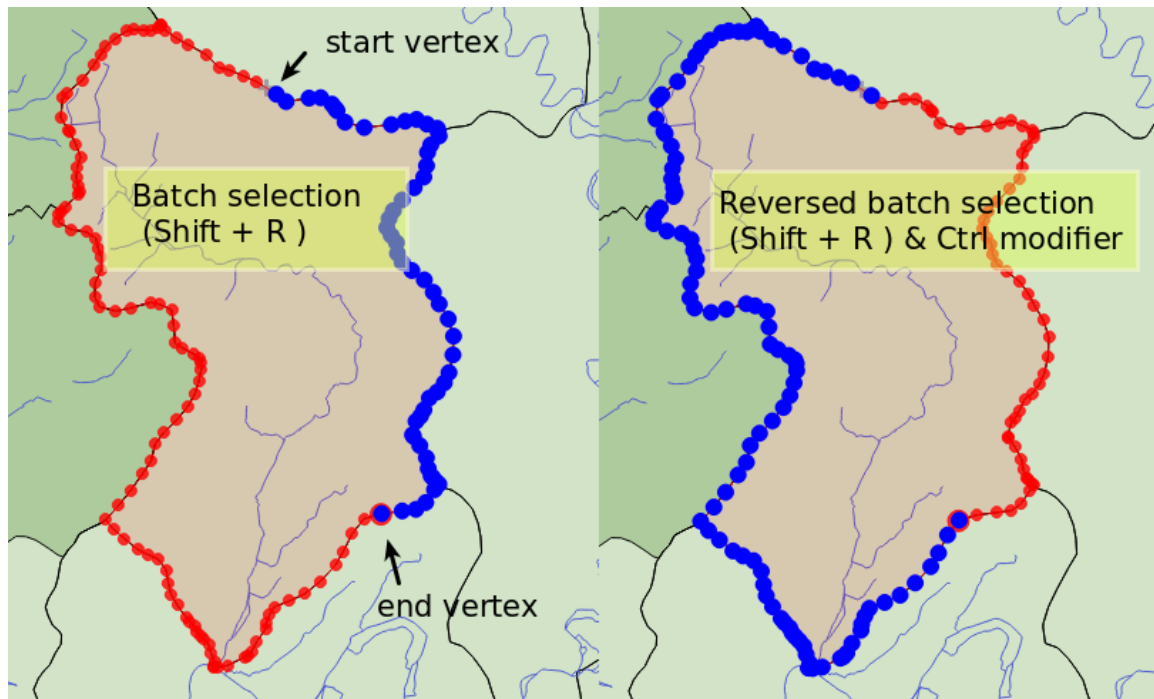 start vertex
Batch selection
(Shift + R )
end vertex
Reversed batch selection
(Shift + R ) & Ctrl modifier